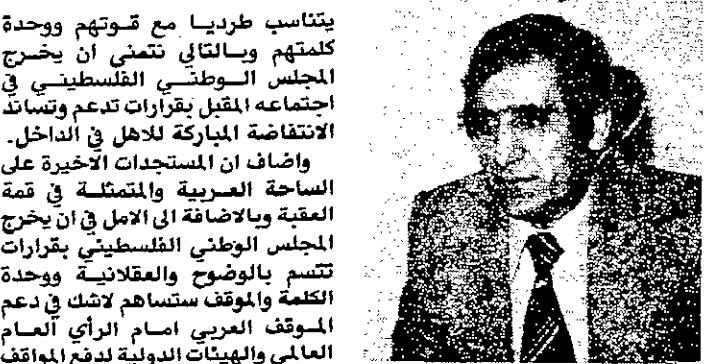 يتناسب طرديا مع قوتهم ووحدة
كلمتهم وبالتالي نتمنى ان يخرج
المجلس الوطني الفلسطيني في
اجتماعه المقبل بقرارات تدعم وتساند
الانتفاضة المباركة للاهل في الداخل.
واضاف ان المستجدات الاخيرة على
الساحة العربية والمتمثلة في قمة
العقبة وبالاضافة الى الامل في ان يخرج
المجلس الوطني الفلسطيني بقرارات
تتسم بالوضوح والعقلانية ووحدة
الكلمة والموقف ستساهم لاشك في دعم
الموقف العربي امام الرأي العام
العالمي والهيئات الدولية لدفع المواقف